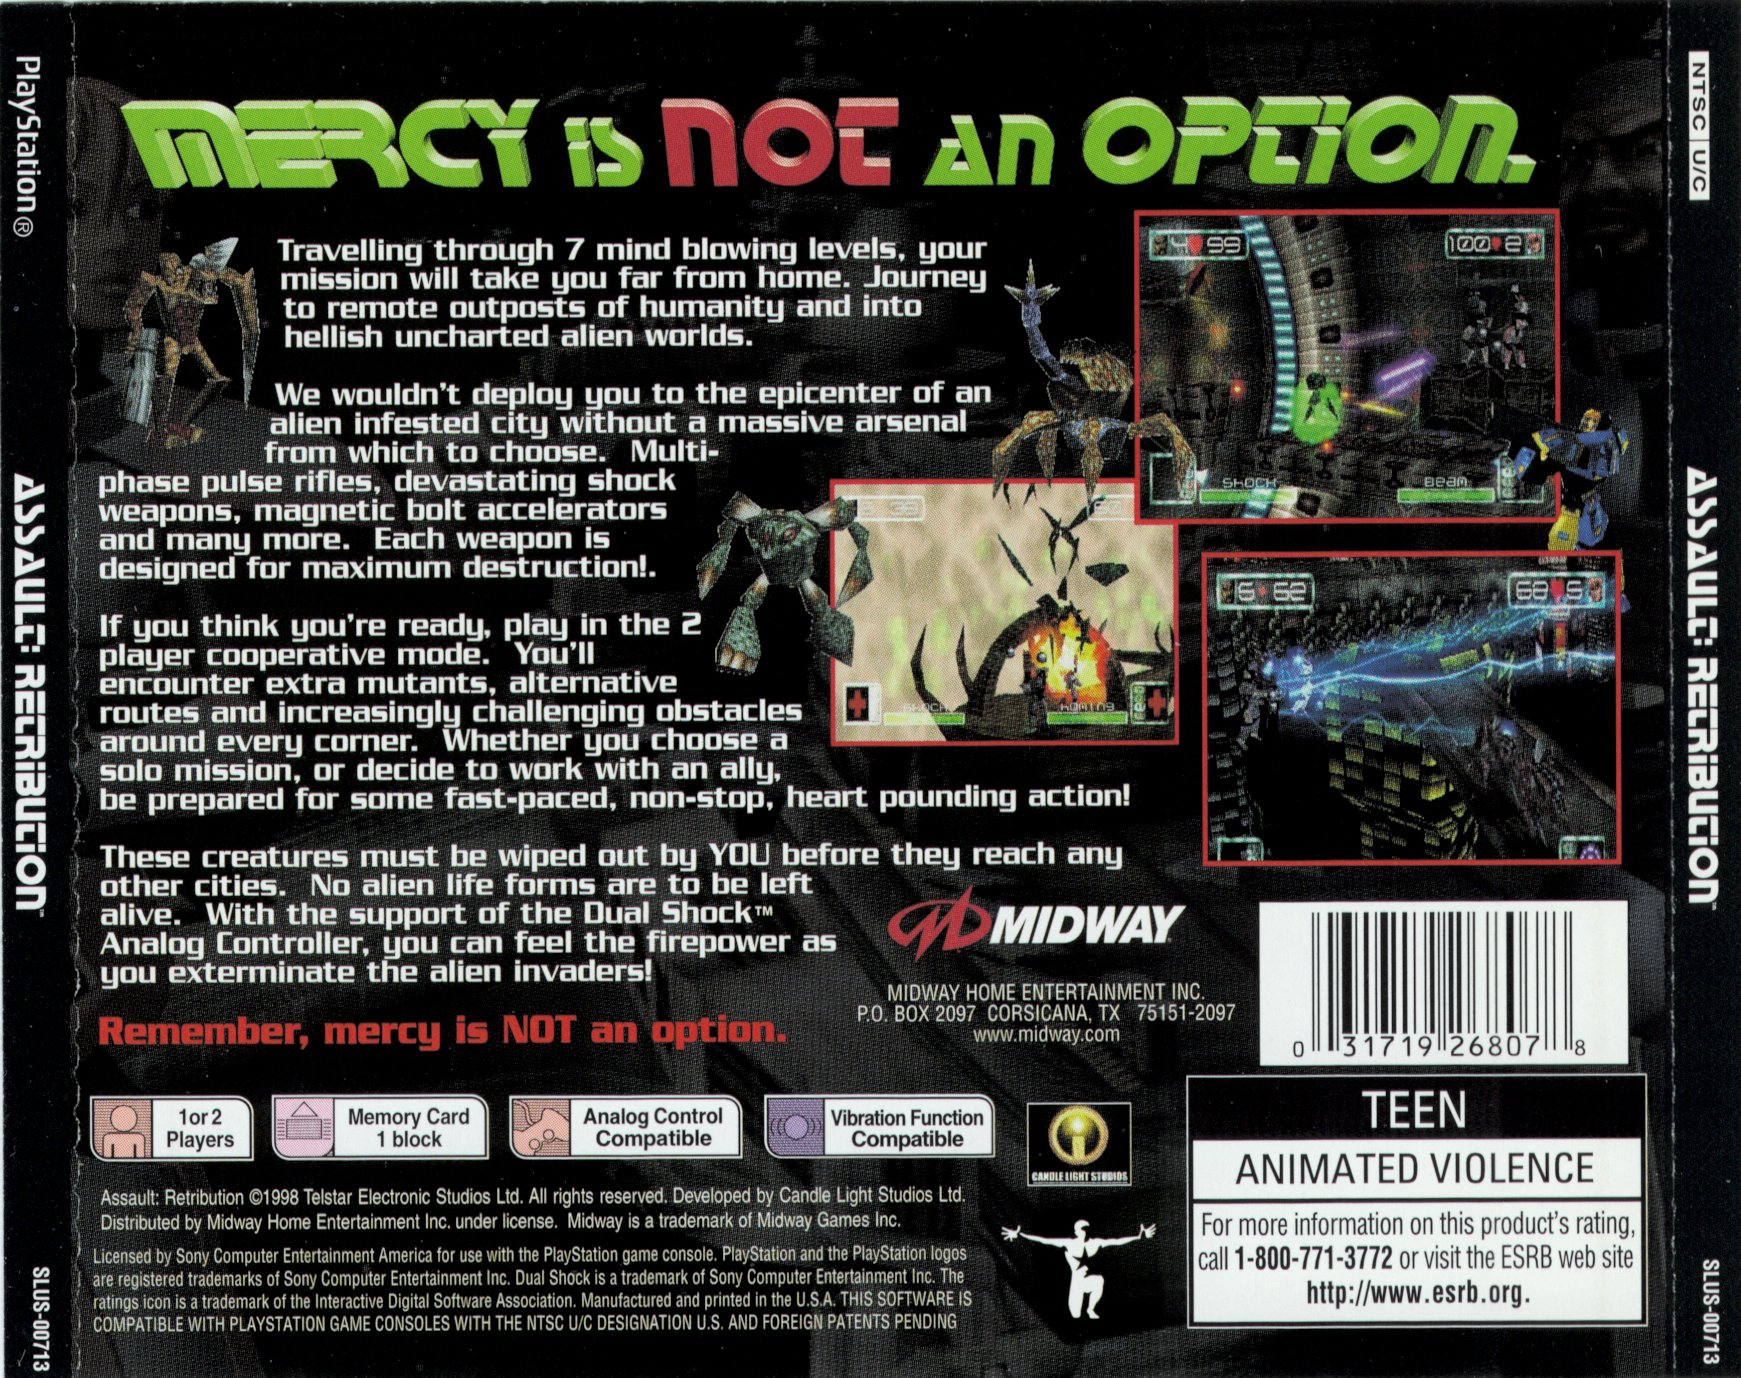 PlayStation®
ASSAULT: RETRIBUTION™
SLUS-00713
MERCY is NOT AN OPTION.
Travelling through 7 mind blowing levels, your
mission will take you far from home. Journey
to remote outposts of humanity and into
hellish uncharted alien worlds.
We wouldn't deploy you to the epicenter of an
alien infested city without a massive arsenal
from which to choose. Multi-
phase pulse rifles, devastating shock
weapons, magnetic bolt accelerators
and many more. Each weapon is
designed for maximum destruction!.
If you think you're ready, play in the 2
player cooperative mode. You'll
encounter extra mutants, alternative
routes and increasingly challenging obstacles
around every corner. Whether you choose a
solo mission, or decide to work with an ally,
be prepared for some fast-paced, non-stop, heart pounding action!
These creatures must be wiped out by YOU before they reach any
other cities. No alien life forms are to be left
alive. With the support of the Dual Shock™
Analog Controller, you can feel the firepower as
you exterminate the alien invaders!
Remember, mercy is NOT an option.
4 99
100 2
SHOCK
BEAM
SHOCK
HOMING
6 62
68 5
MIDWAY
MIDWAY HOME ENTERTAINMENT INC.
P.O. BOX 2097 CORSICANA, TX 75151-2097
www.midway.com
0 31719 26807 8
1 or 2
Players
Memory Card
1 block
Analog Control
Compatible
Vibration Function
Compatible
CANDLE LIGHT STUDIOS
TEEN
ANIMATED VIOLENCE
For more information on this product's rating,
call 1-800-771-3772 or visit the ESRB web site
http://www.esrb.org.
Assault: Retribution ©1998 Telstar Electronic Studios Ltd. All rights reserved. Developed by Candle Light Studios Ltd.
Distributed by Midway Home Entertainment Inc. under license. Midway is a trademark of Midway Games Inc.
Licensed by Sony Computer Entertainment America for use with the PlayStation game console. PlayStation and the PlayStation logos
are registered trademarks of Sony Computer Entertainment Inc. Dual Shock is a trademark of Sony Computer Entertainment Inc. The
ratings icon is a trademark of the Interactive Digital Software Association. Manufactured and printed in the U.S.A. THIS SOFTWARE IS
COMPATIBLE WITH PLAYSTATION GAME CONSOLES WITH THE NTSC U/C DESIGNATION U.S. AND FOREIGN PATENTS PENDING
NTSC U/C
ASSAULT: RETRIBUTION™
SLUS-00713